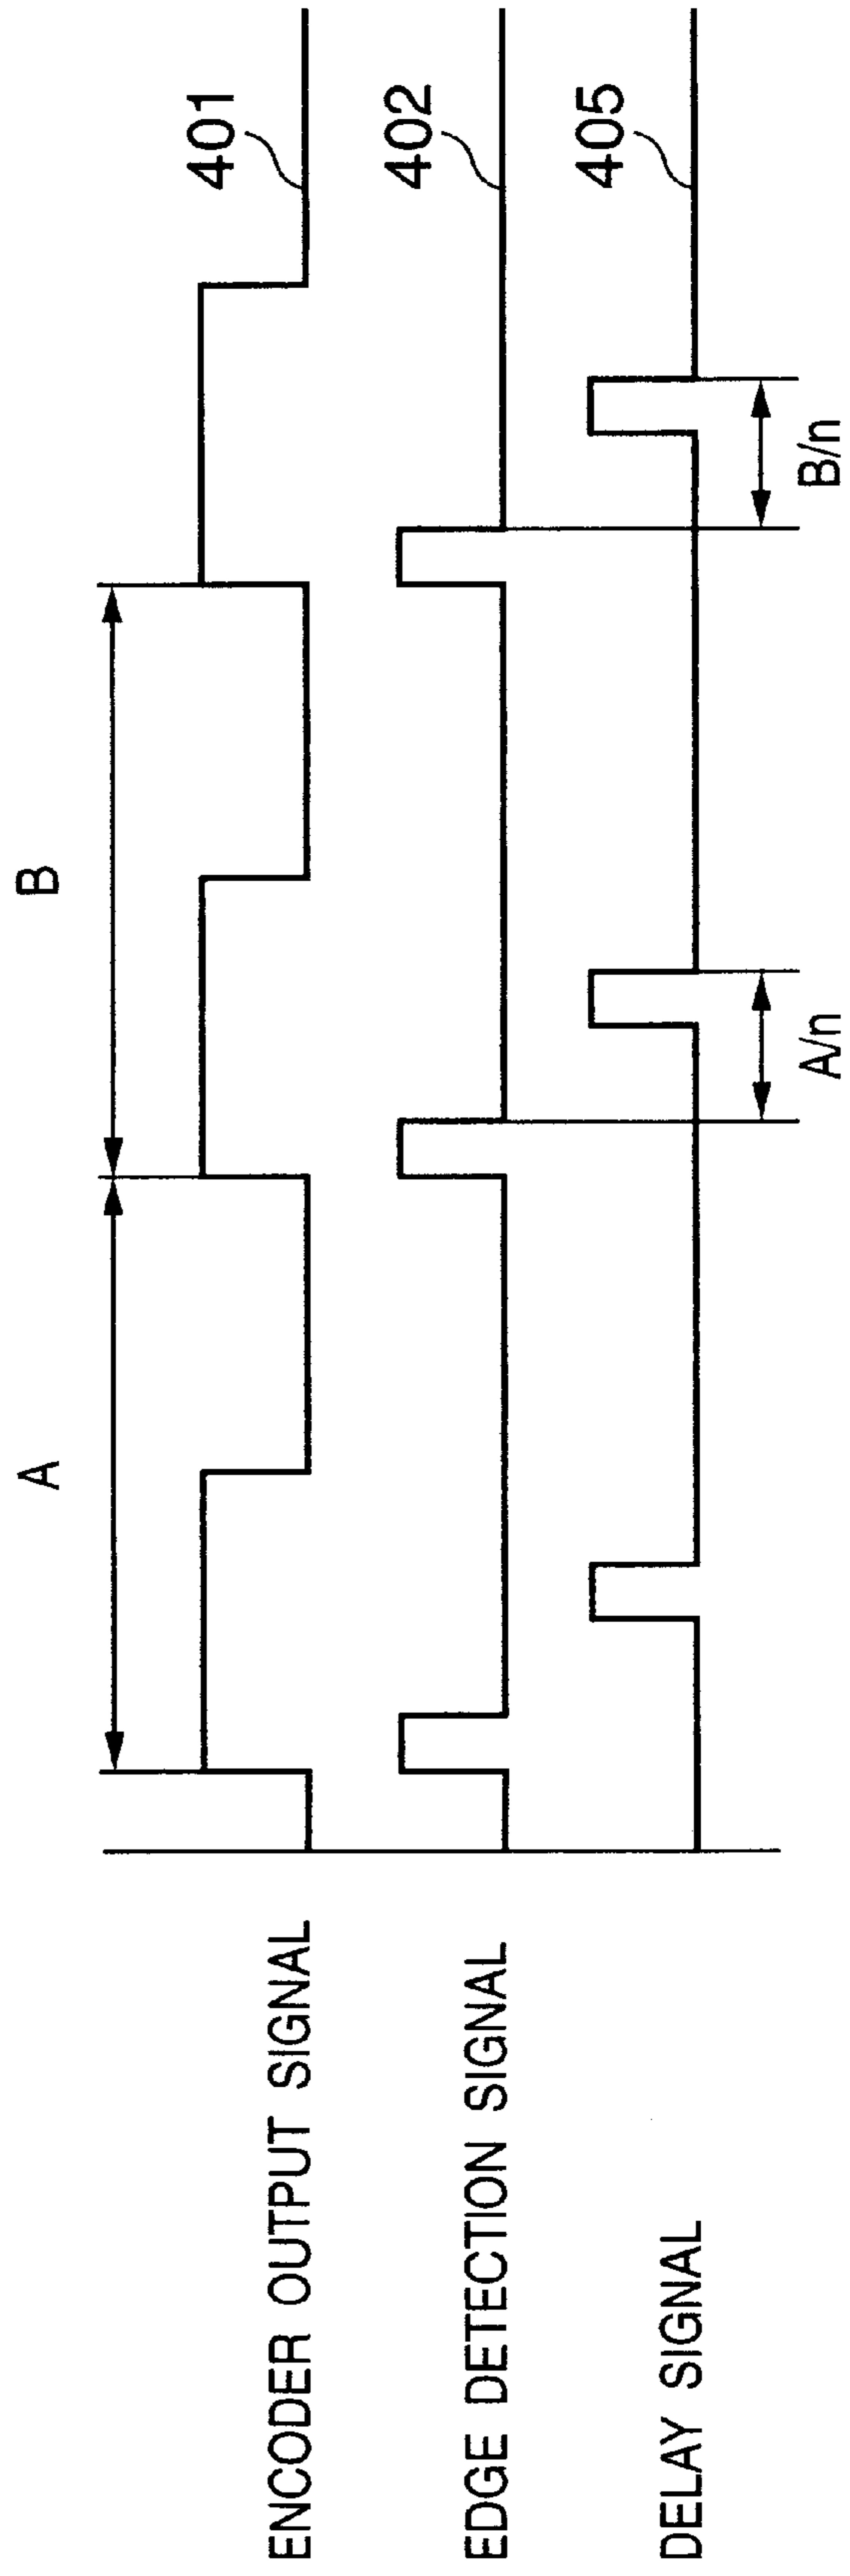 A
B
ENCODER OUTPUT SIGNAL
401
EDGE DETECTION SIGNAL
402
DELAY SIGNAL
405
A/n
B/n